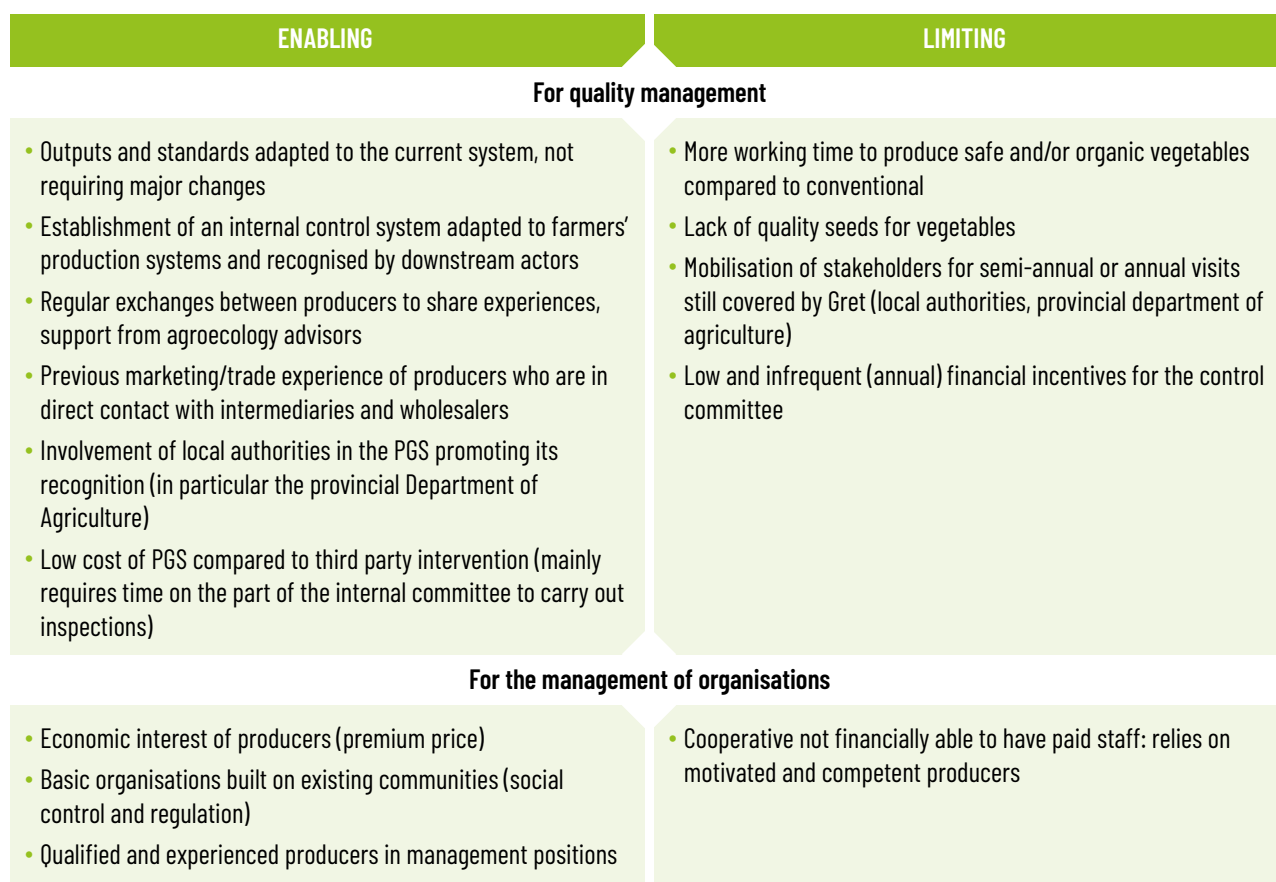 ENABLING
LIMITING
For quality management
• Outputs and standards adapted to the current system, not
requiring major changes
• Establishment of an internal control system adapted to farmers’
production systems and recognised by downstream actors
• Regular exchanges between producers to share experiences,
support from agroecology advisors
• Previous marketing/trade experience of producers who are in
direct contact with intermediaries and wholesalers
• Involvement of local authorities in the PGS promoting its
recognition (in particular the provincial Department of
Agriculture)
• Low cost of PGS compared to third party intervention (mainly
requires time on the part of the internal committee to carry out
inspections)
• More working time to produce safe and/or organic vegetables
compared to conventional
• Lack of quality seeds for vegetables
• Mobilisation of stakeholders for semi-annual or annual visits
still covered by Gret (local authorities, provincial department of
agriculture)
• Low and infrequent (annual) financial incentives for the control
committee
For the management of organisations
• Economic interest of producers (premium price)
• Basic organisations built on existing communities (social
control and regulation)
• Qualified and experienced producers in management positions
• Cooperative not financially able to have paid staff: relies on
motivated and competent producers